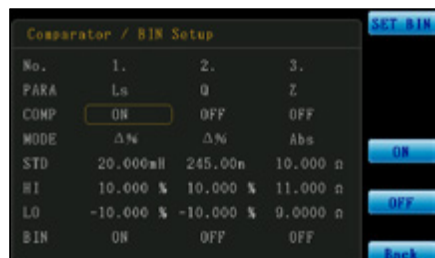 Comparator / BIN Setup
SET BIN
No. 1. 2. 3.
PARA Ls Q Z
COMP ON OFF OFF
MODE Δ% Δ% Abs
STD 20.000mH 245.00n 10.000 Ω
HI 10.000 % 10.000 % 11.000 Ω
LO -10.000 % -10.000 % 9.0000 Ω
BIN ON OFF OFF
ON
OFF
Back